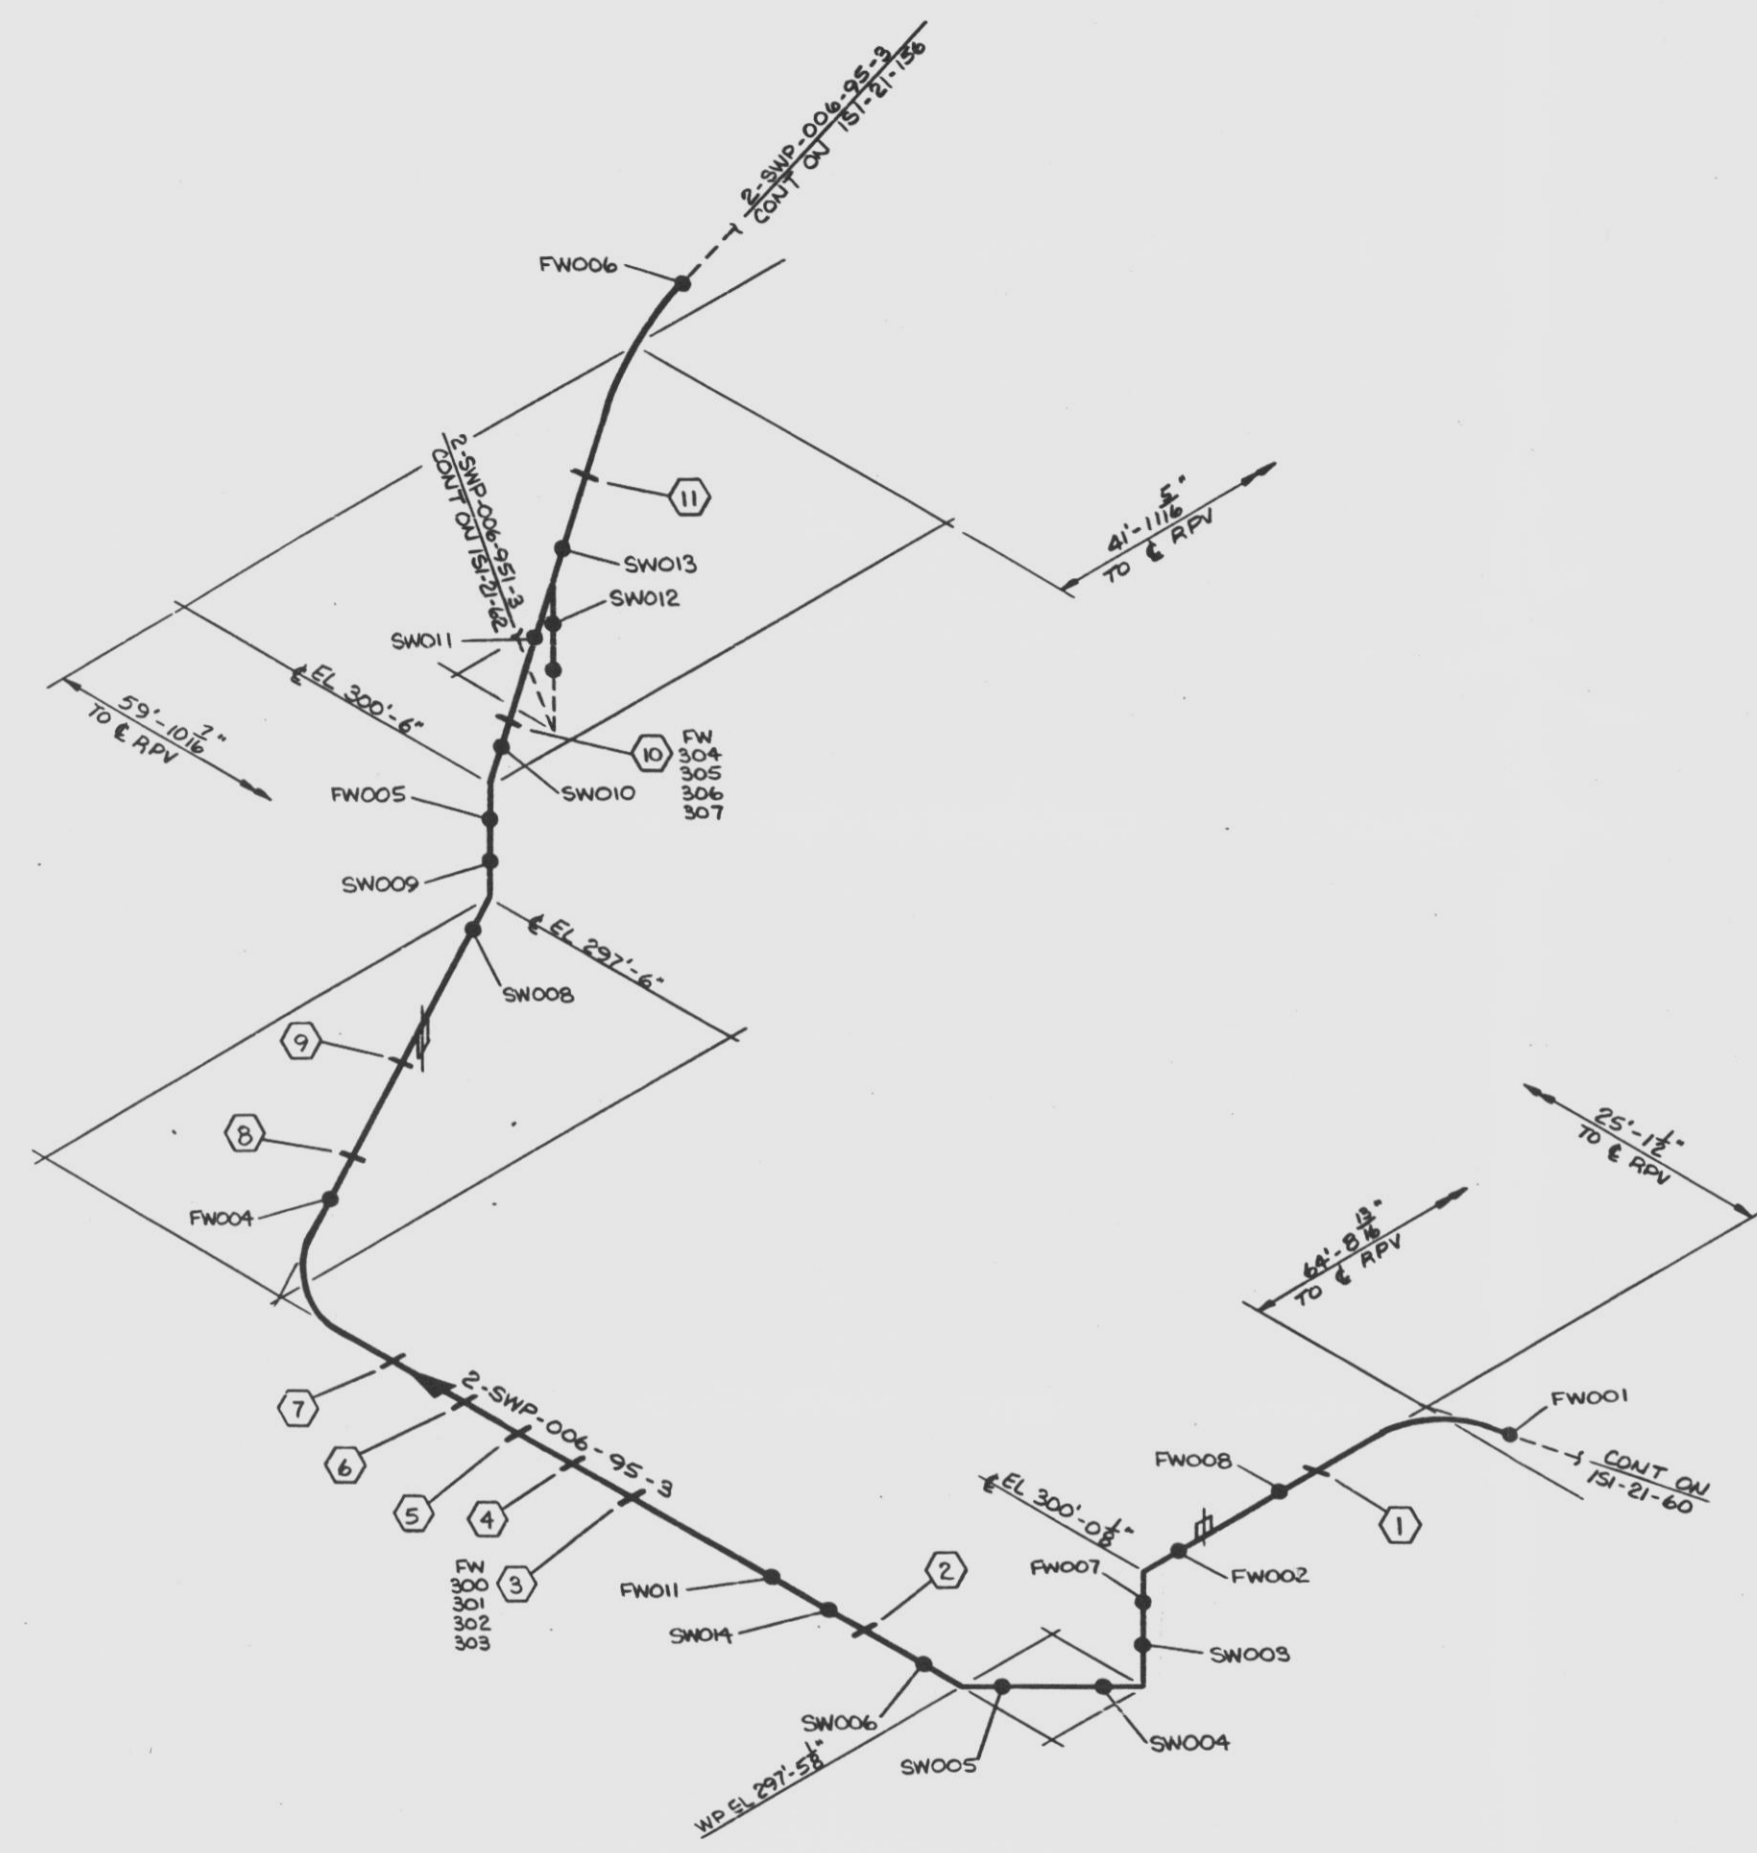 2-SWP-006-95-3
CONT ON ISI-21-156
FW006
2-SWP-006-951-3
CONT ON ISI-21-62
11
41'-11 5/16"
TO ℄ RPV
SW013
SW012
SW011
℄ EL 300'-6"
59'-10 7/16"
TO ℄ RPV
10
FW
304
305
306
307
SW010
FW005
SW009
℄ EL 297'-6"
SW008
9
8
FW004
25'-1 1/2"
TO ℄ RPV
64'-8 13/16"
TO ℄ RPV
7
2-SWP-006-95-3
6
5
4
FW
300
301
302
303
3
FW011
SW014
2
SW006
SW005
SW004
WP EL 297'-5 1/8"
℄ EL 300'-0 1/8"
FW007
SW003
FW002
FW008
1
FW001
CONT ON
ISI-21-60